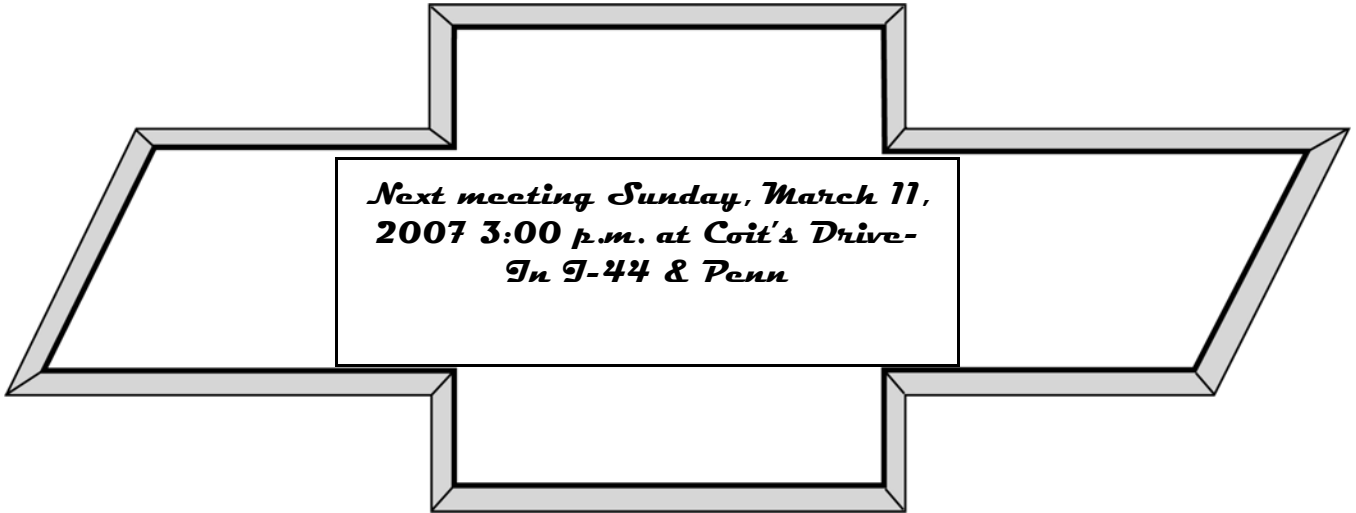 Next meeting Sunday, March 11,
2007 3:00 p.m. at Coit's Drive-
In I-44 & Penn